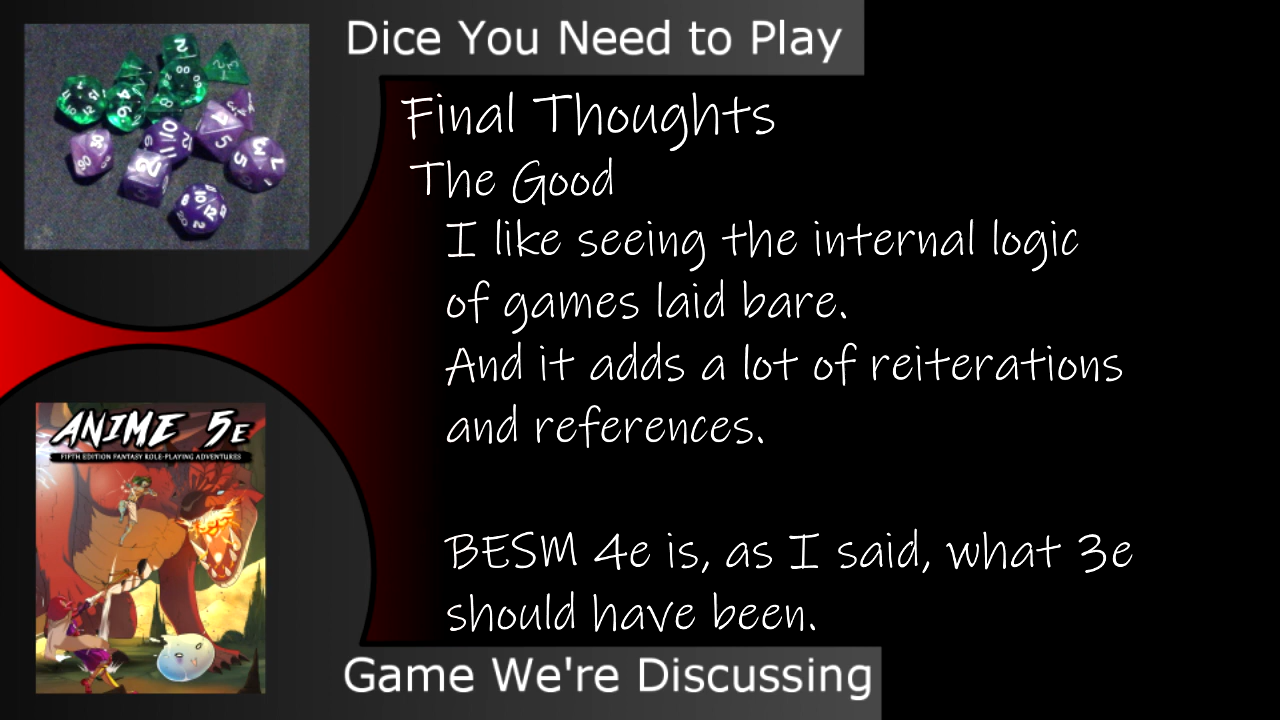 Dice You Need to Play
Final Thoughts
The Good
I like seeing the internal logic
of games laid bare.
And it adds a lot of reiterations
and references.
BESM 4e is, as I said, what 3e
should have been.
ANIME 5E
FIFTH EDITION FANTASY ROLE-PLAYING ADVENTURES
Game We're Discussing